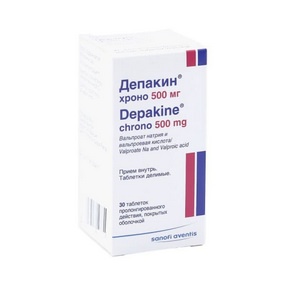 Депакин®
хроно 500 мг
Depakine®
chrono 500 mg
Вальпроат натрия и
вальпроевая кислота/
Valproate Na and Valproic acid
Прием внутрь.
Таблетки делимые.
30 таблеток
пролонгированного
действия, покрытых
оболочкой
sanofi aventis